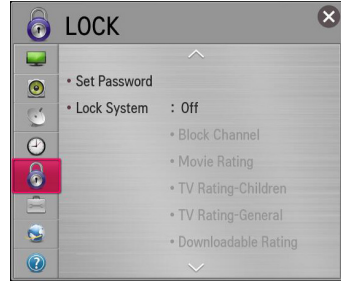 LOCK
• Set Password
• Lock System : Off
• Block Channel
• Movie Rating
• TV Rating-Children
• TV Rating-General
• Downloadable Rating